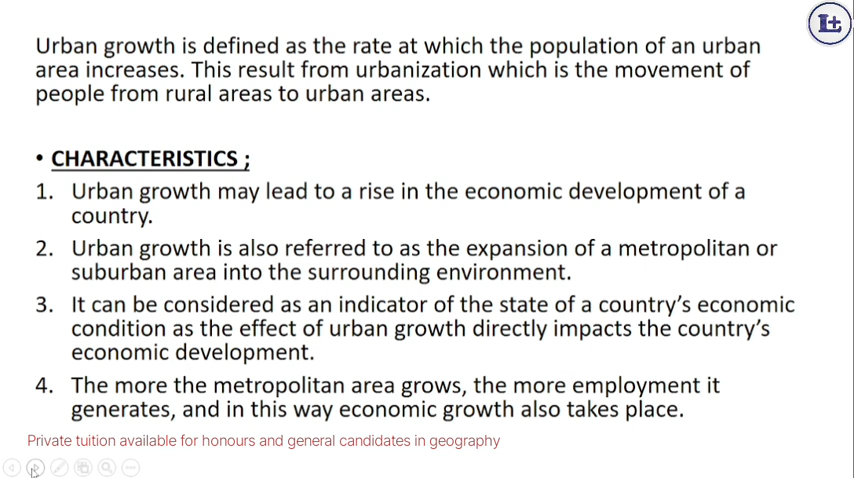 Lt
Urban growth is defined as the rate at which the population of an urban
area increases. This result from urbanization which is the movement of
people from rural areas to urban areas.
• CHARACTERISTICS ;
1. Urban growth may lead to a rise in the economic development of a
country.
2. Urban growth is also referred to as the expansion of a metropolitan or
suburban area into the surrounding environment.
3. It can be considered as an indicator of the state of a country’s economic
condition as the effect of urban growth directly impacts the country’s
economic development.
4. The more the metropolitan area grows, the more employment it
generates, and in this way economic growth also takes place.
Private tuition available for honours and general candidates in geography